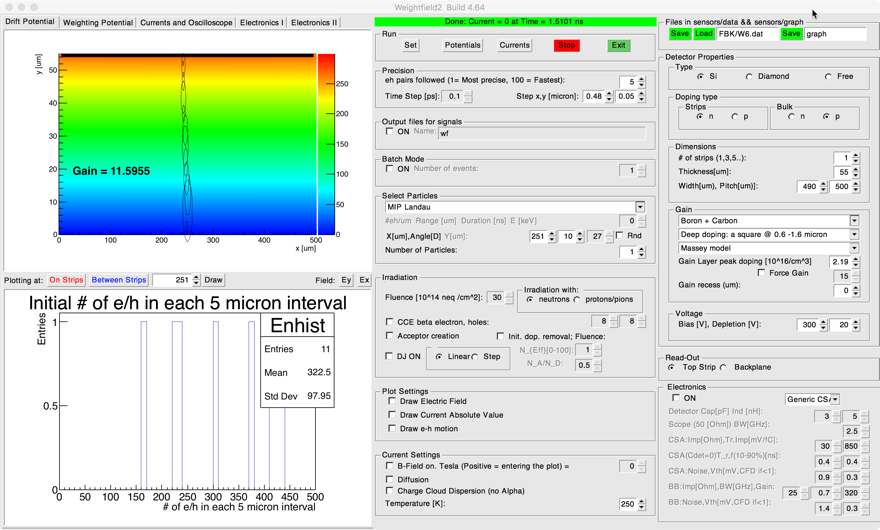 Weightfield2 Build 4.64
Drift Potential Weighting Potential Currents and Oscilloscope Electronics I Electronics II
y [um]
50
40
30
20
10
0
Gain = 11.5955
0 100 200 300 400 500
x [um]
250
200
150
100
50
0
Plotting at: On Strips Between Strips 251 Draw Field: Ey Ex
Initial # of e/h in each 5 micron interval
Entries
1
0.5
0
Enhist
Entries 11
Mean 322.5
Std Dev 97.95
0 50 100 150 200 250 300 350 400 450 500
# of e/h in each 5 micron interval
Done: Current = 0 at Time = 1.5101 ns
Run
Set Potentials Currents Stop Exit
Precision
eh pairs followed (1= Most precise, 100 = Fastest): 5
Time Step [ps]: 0.1 Step x,y [micron]: 0.48 0.05
Output files for signals
ON Name: wf
Batch Mode
ON Number of events: 1
Select Particles
MIP Landau
#eh/um Range [um] Duration [ns] E [keV] 0
X[um],Angle[D] Y[um]: 251 10 27 Rnd
Number of Particles: 1
Irradiation
Fluence [10^14 neq /cm^2]: 30
Irradiation with:
neutrons protons/pions
CCE beta electron, holes: 8 8
Acceptor creation Init. dop. removal; Fluence:
DJ ON Linear Step
N_{Eff}[0-100]: 1
N_A/N_D: 0.5
Plot Settings
Draw Electric Field
Draw Current Absolute Value
Draw e-h motion
Current Settings
B-Field on. Tesla (Positive = entering the plot) = 0
Diffusion
Charge Cloud Dispersion (no Alpha)
Temperature [K]: 250
Files in sensors/data && sensors/graph
Save Load FBK/W6.dat Save graph
Detector Properties
Type
Si Diamond Free
Doping type
Strips Bulk
n p n p
Dimensions
# of strips (1,3,5..): 1
Thickness[um]: 55
Width[um], Pitch[um]: 490 500
Gain
Boron + Carbon
Deep doping: a square @ 0.6 -1.6 micron
Massey model
Gain Layer peak doping [10^16/cm^3] 2.19
Force Gain 15
Gain recess (um): 0
Voltage
Bias [V], Depletion [V]: 300 20
Read-Out
Top Strip Backplane
Electronics
ON Generic CSA
Detector Cap[pF] Ind [nH]: 3 5
Scope (50 [Ohm]) BW[GHz]: 2.5
CSA:Imp[Ohm],Tr.Imp[mV/fC]: 30 850
CSA(Cdet=0)T_r,f(10-90%)[ns]: 0.4 0.4
CSA:Noise,Vth[mV,CFD if<1]: 0.9 0.3
BB:Imp[Ohm],BW[GHz],Gain: 25 0.7 320
BB:Noise,Vth[mV,CFD if<1]: 1.4 0.3